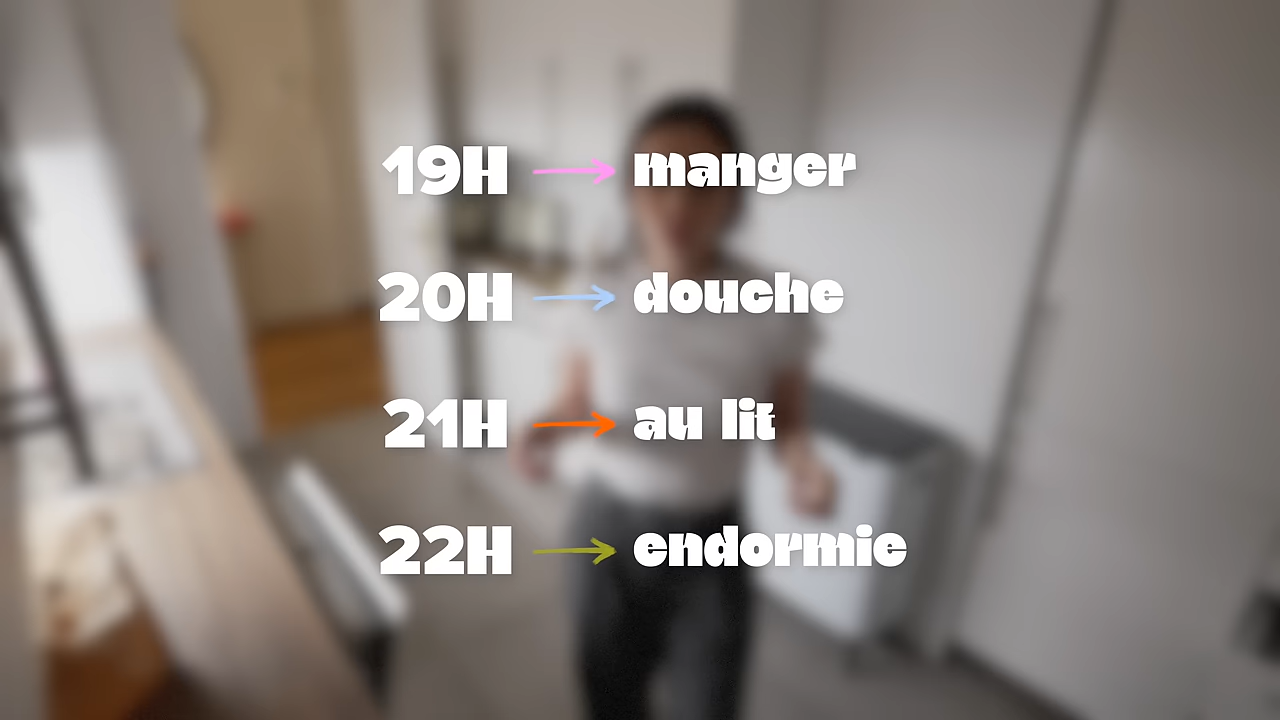 19H → manger
20H → douche
21H → au lit
22H → endormie